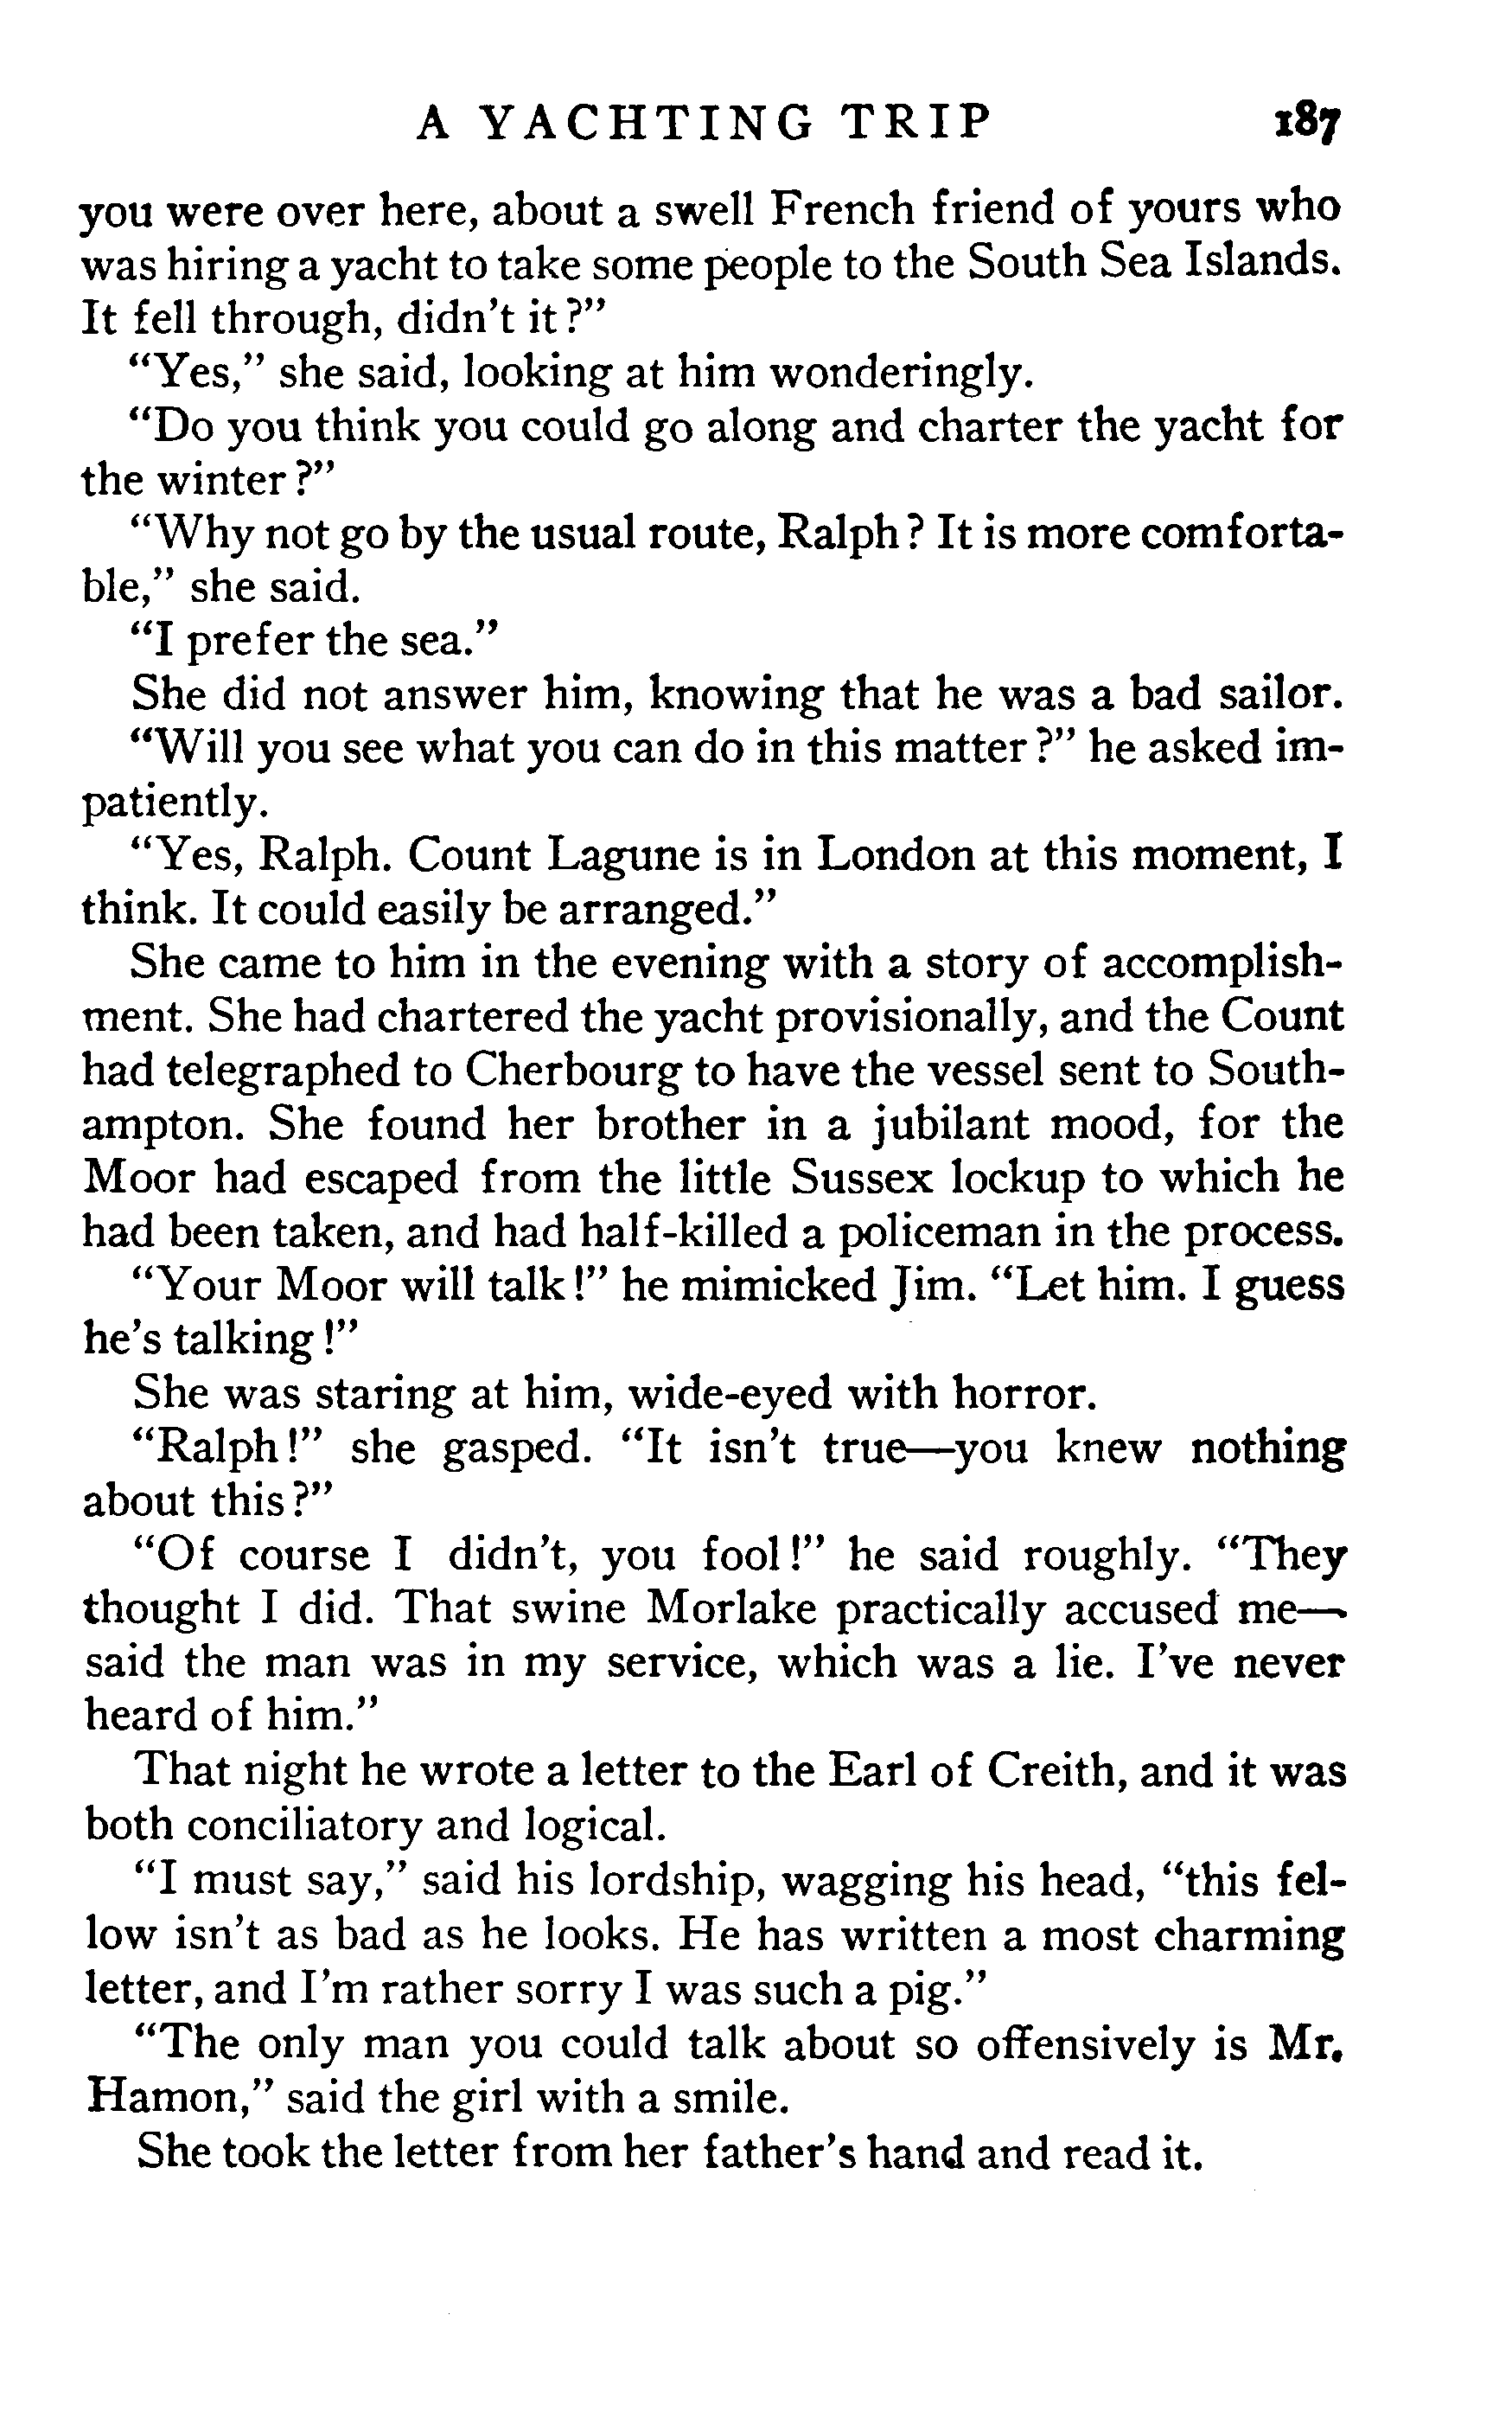 A YACHTING TRIP 187
you were over here, about a swell French friend of yours who
was hiring a yacht to take some people to the South Sea Islands.
It fell through, didn't it?"
"Yes," she said, looking at him wonderingly.
"Do you think you could go along and charter the yacht for
the winter?"
"Why not go by the usual route, Ralph? It is more comforta-
ble," she said.
"I prefer the sea."
She did not answer him, knowing that he was a bad sailor.
"Will you see what you can do in this matter?" he asked im-
patiently.
"Yes, Ralph. Count Lagune is in London at this moment, I
think. It could easily be arranged."
She came to him in the evening with a story of accomplish-
ment. She had chartered the yacht provisionally, and the Count
had telegraphed to Cherbourg to have the vessel sent to South-
ampton. She found her brother in a jubilant mood, for the
Moor had escaped from the little Sussex lockup to which he
had been taken, and had half-killed a policeman in the process.
"Your Moor will talk!" he mimicked Jim. "Let him. I guess
he's talking!"
She was staring at him, wide-eyed with horror.
"Ralph!" she gasped. "It isn't true—you knew nothing
about this?"
"Of course I didn't, you fool!" he said roughly. "They
thought I did. That swine Morlake practically accused me—
said the man was in my service, which was a lie. I've never
heard of him."
That night he wrote a letter to the Earl of Creith, and it was
both conciliatory and logical.
"I must say," said his lordship, wagging his head, "this fel-
low isn't as bad as he looks. He has written a most charming
letter, and I'm rather sorry I was such a pig."
"The only man you could talk about so offensively is Mr.
Hamon," said the girl with a smile.
She took the letter from her father's hand and read it.